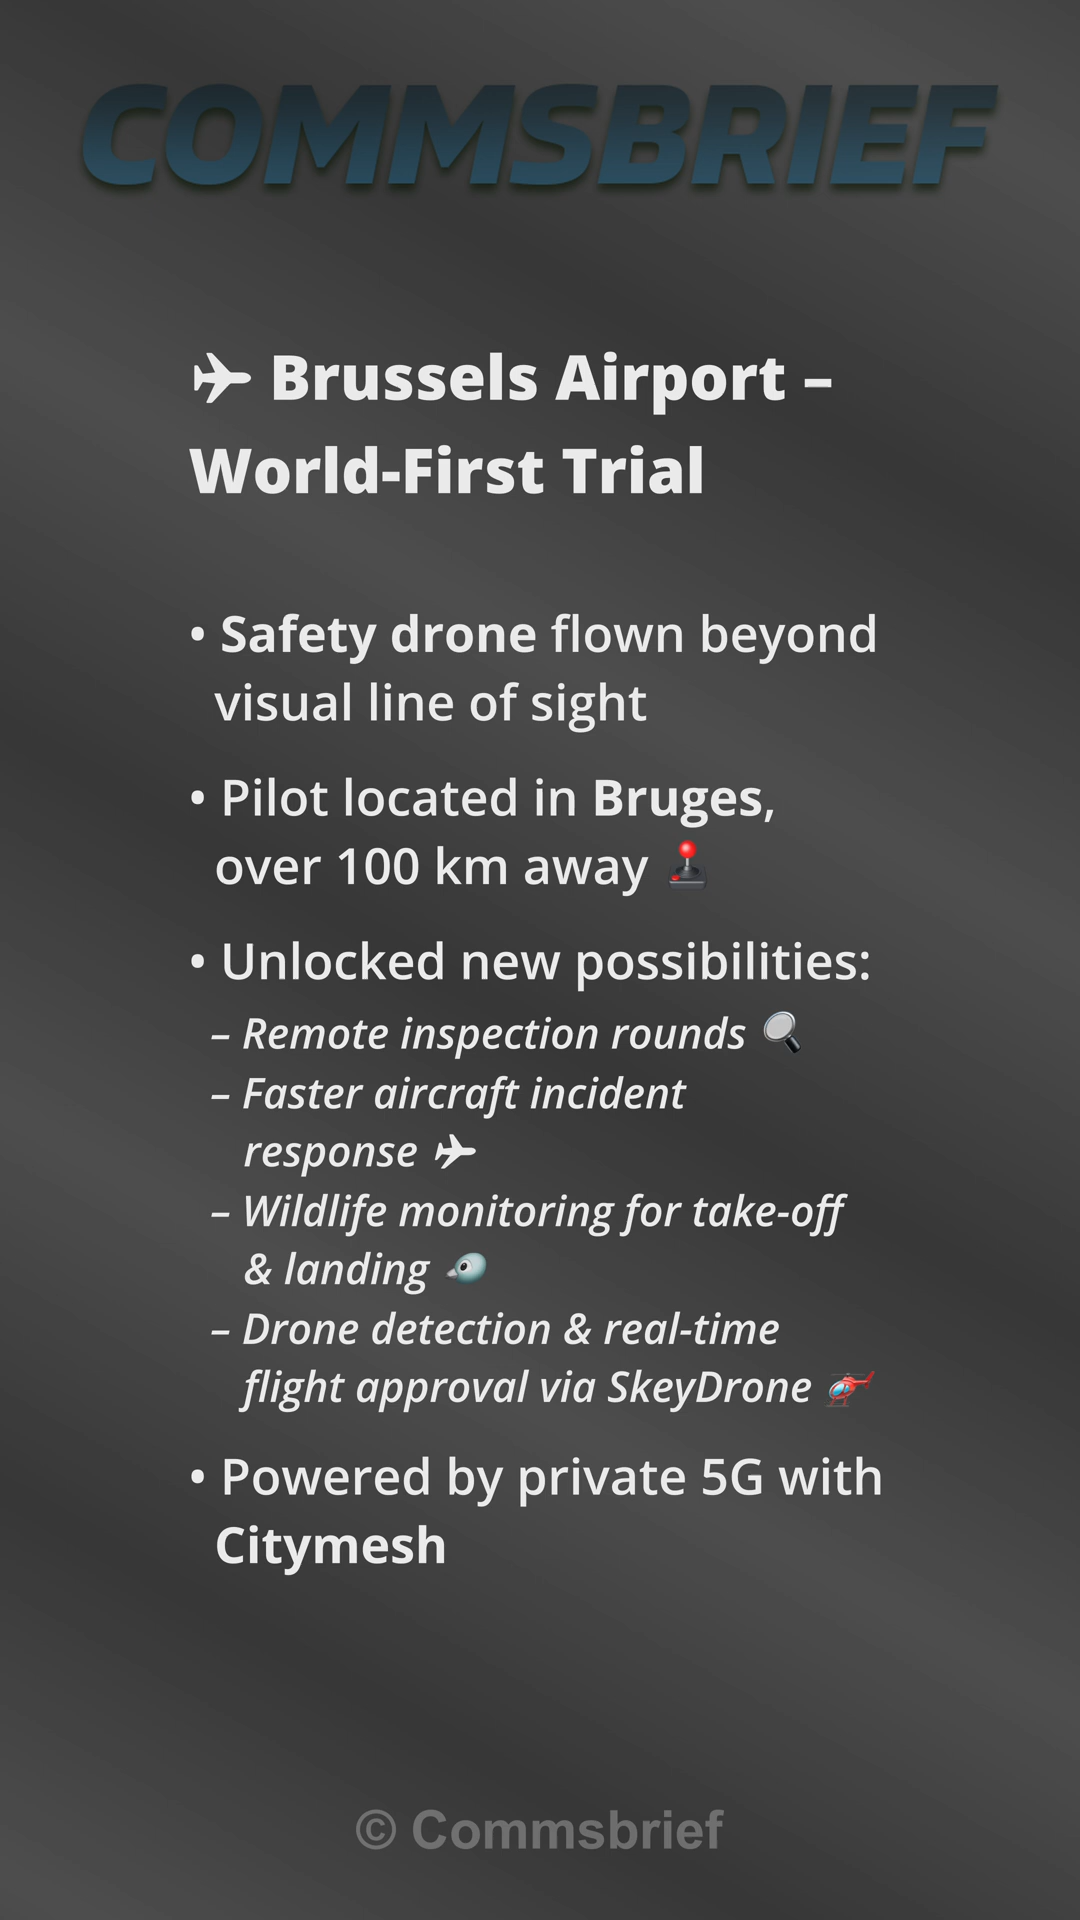 COMMSBRIEF
✈ Brussels Airport –
World-First Trial
• Safety drone flown beyond
visual line of sight
• Pilot located in Bruges,
over 100 km away 🕹️
• Unlocked new possibilities:
– Remote inspection rounds 🔍
– Faster aircraft incident
response ✈
– Wildlife monitoring for take-off
& landing 🐦
– Drone detection & real-time
flight approval via SkeyDrone 🚁
• Powered by private 5G with
Citymesh
© Commsbrief